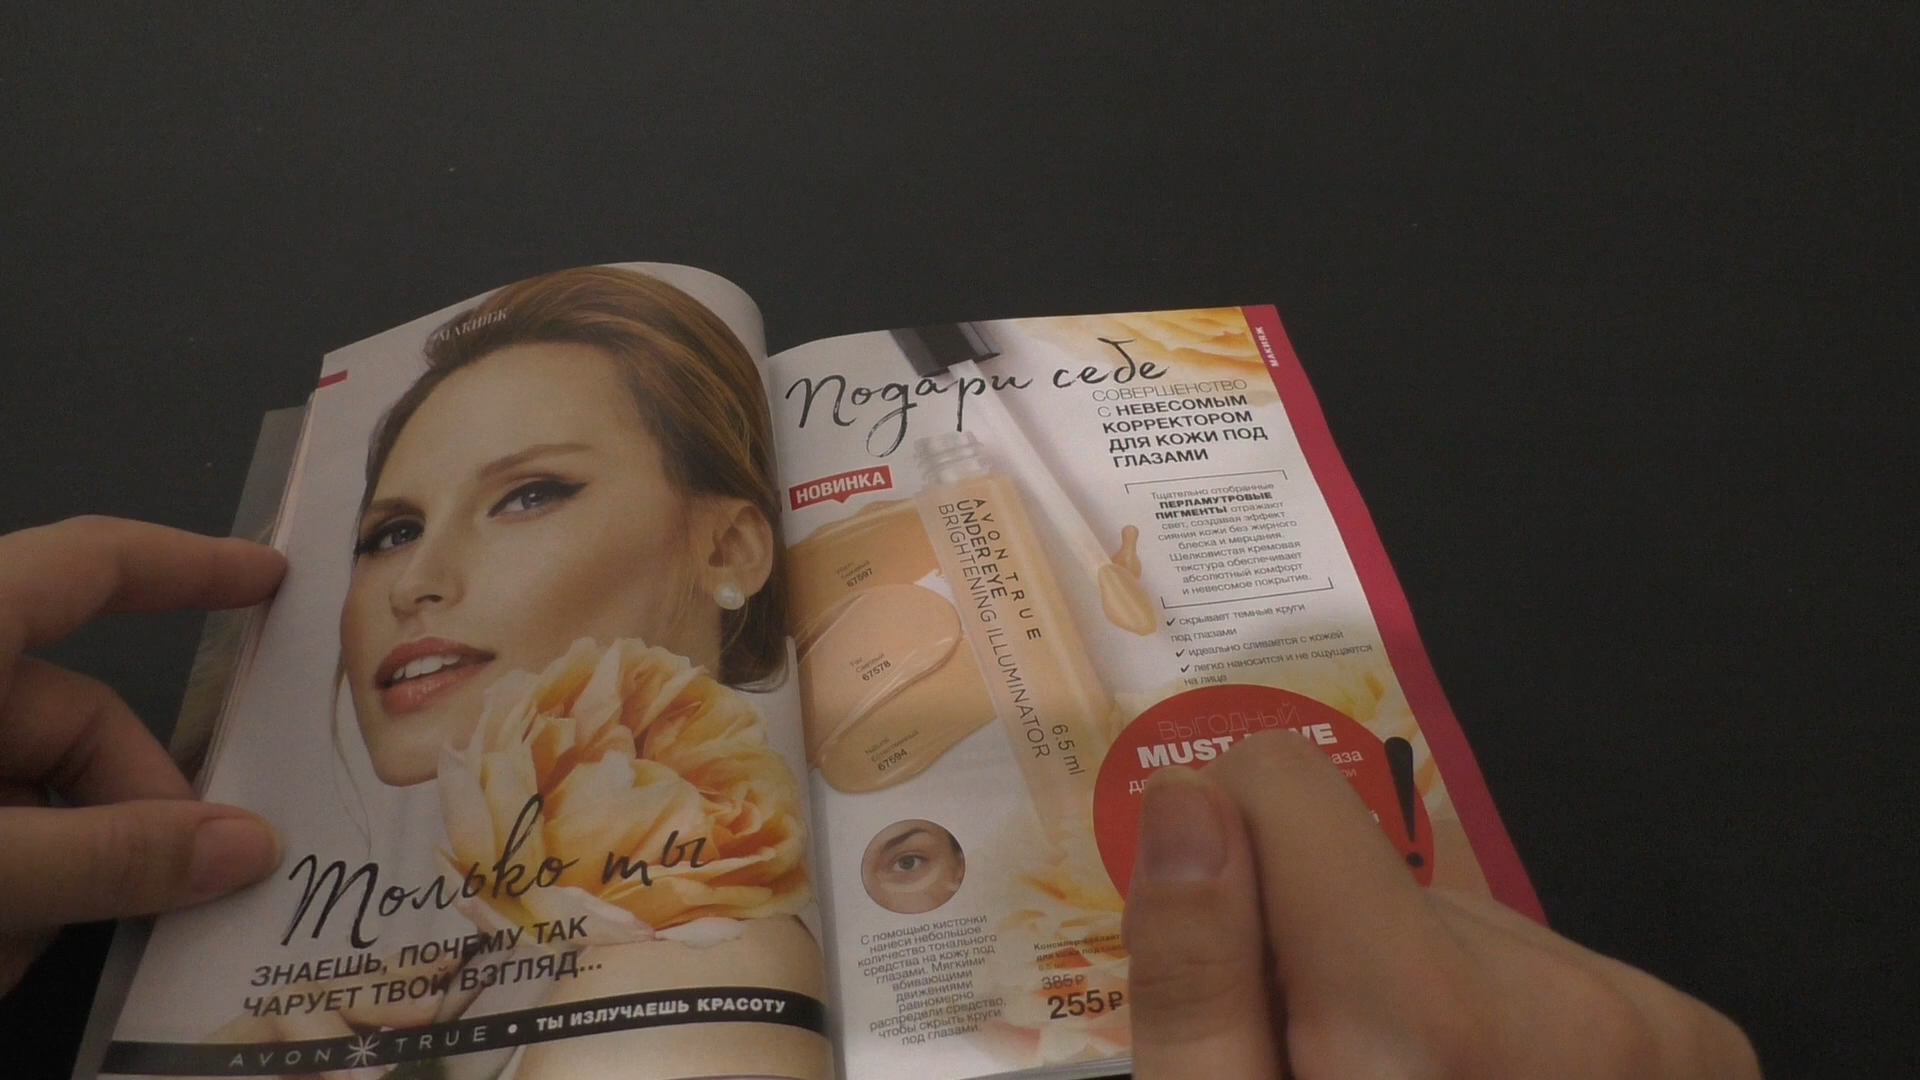 МАКИЯЖ
Только ты
ЗНАЕШЬ, ПОЧЕМУ ТАК
ЧАРУЕТ ТВОЙ ВЗГЛЯД...
AVON TRUE • ТЫ ИЗЛУЧАЕШЬ КРАСОТУ
МАКИЯЖ
Подари себе
СОВЕРШЕНСТВО
С НЕВЕСОМЫМ
КОРРЕКТОРОМ
ДЛЯ КОЖИ ПОД
ГЛАЗАМИ
НОВИНКА
Тщательно отобранные
ПЕРЛАМУТРОВЫЕ
ПИГМЕНТЫ отражают
свет, создавая эффект
сияния кожи без жирного
блеска и мерцания.
Шелковистая кремовая
текстура обеспечивает
абсолютный комфорт
и невесомое покрытие.
✔ скрывает темные круги
под глазами
✔ идеально сливается с кожей
✔ легко наносится и не ощущается
на лице
AVON TRUE
UNDER EYE
BRIGHTENING ILLUMINATOR
6.5 ml
67597
Fair
Светлый
67578
Natural
67594
ВЫГОДНЫЙ
MUST
!
С помощью кисточки
нанеси небольшое
количество тонального
средства на кожу под
глазами. Мягкими
вбивающими
движениями
равномерно
распредели средство,
чтобы скрыть круги
под глазами.
385 ₽
255 ₽